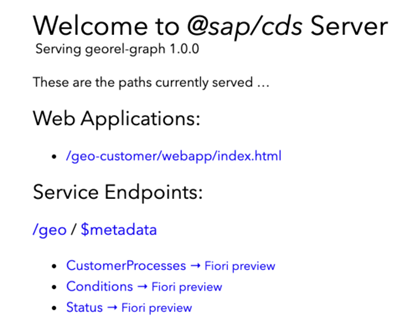 Welcome to @sap/cds Server
Serving georel-graph 1.0.0
These are the paths currently served …
Web Applications:
• /geo-customer/webapp/index.html
Service Endpoints:
/geo / $metadata
• CustomerProcesses → Fiori preview
• Conditions → Fiori preview
• Status → Fiori preview